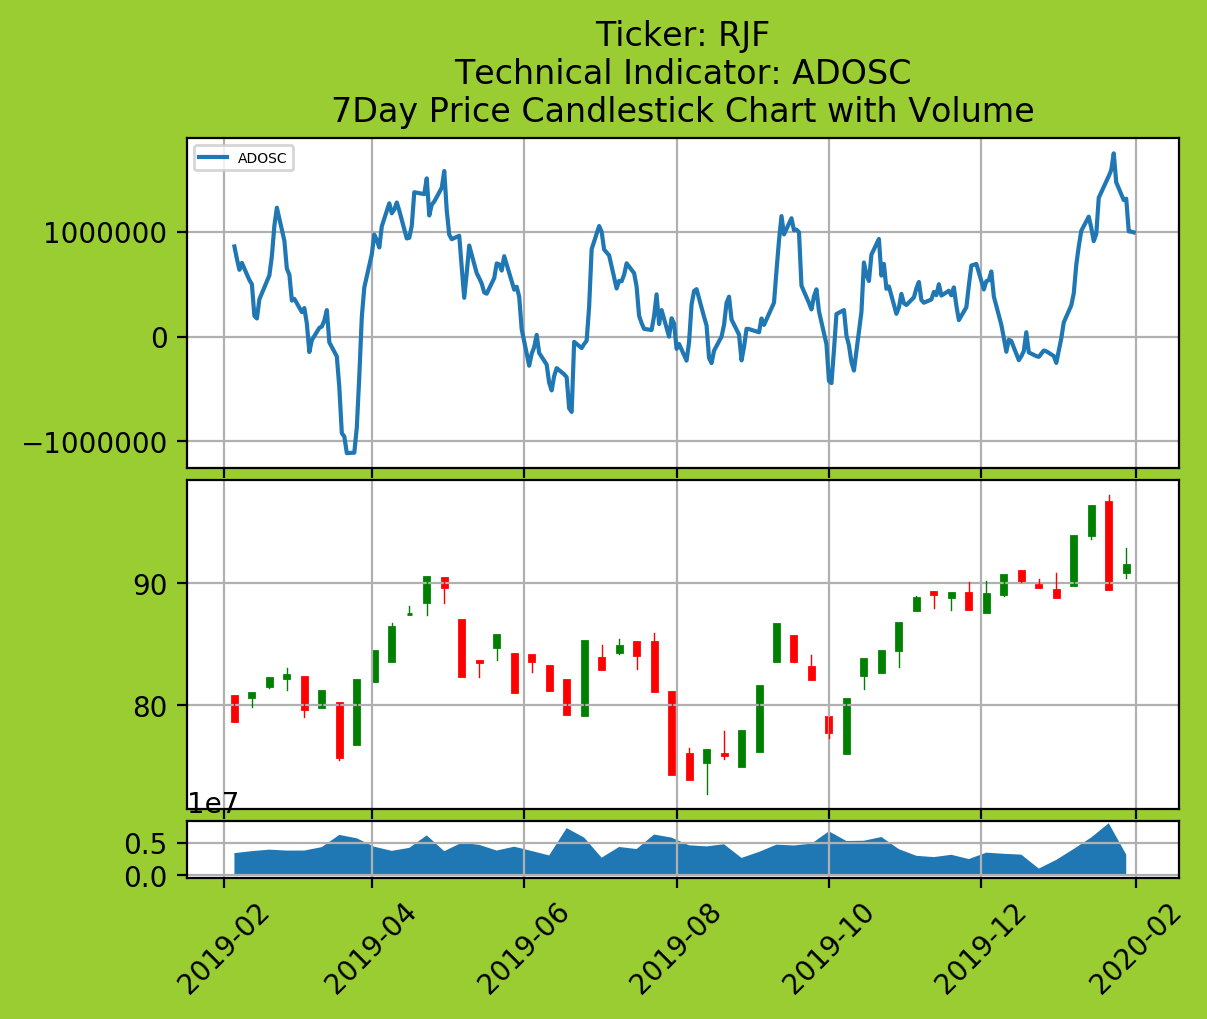 Ticker: RJF
Technical Indicator: ADOSC
7Day Price Candlestick Chart with Volume
ADOSC
1000000
0
−1000000
90
80
1e7
0.5
0.0
2019-02
2019-04
2019-06
2019-08
2019-10
2019-12
2020-02